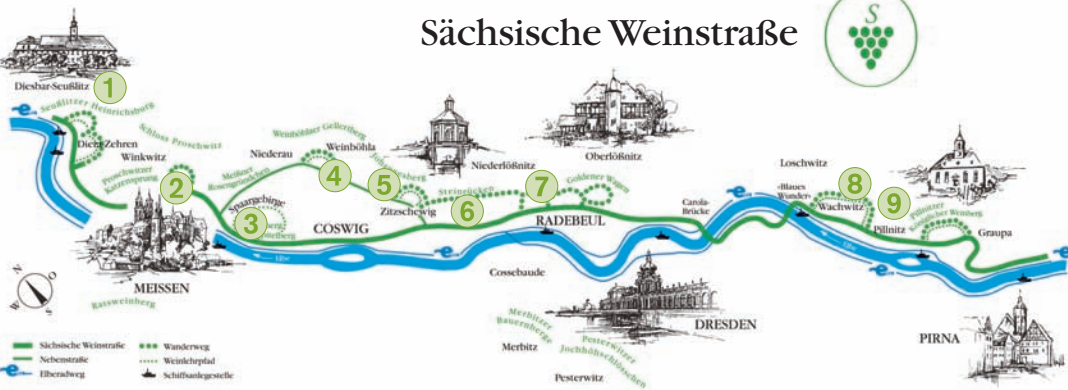 Sächsische Weinstraße
S
Diesbar-Seußlitz
1
Seußlitzer Heinrichsburg
Diera-Zehren
Winkwitz
Schloss Proschwitz
Proschwitzer
Katzensprung
2
MEISSEN
Ratsweinberg
Spaargebirge
3
Meißner
Rosengründchen
Niederau
Weinböhlaer Gellertberg
Weinböhla
4
COSWIG
5
Zitzschewig
6
Steinrücken
Niederlößnitz
7
RADEBEUL
Goldener Wagen
Oberlößnitz
Cossebaude
Merbitzer
Bauernberge
Merbitz
Pesterwitzer
Jochhöhschlösschen
Pesterwitz
DRESDEN
Carola-
Brücke
Loschwitz
»Blaues
Wunder«
8
Wachwitz
9
Pillnitz
Pillnitzer
Königlicher Weinberg
Graupa
PIRNA
Elbe
Elbe
N
O
S
W
Sächsische Weinstraße
Nebenstraße
Elberadweg
Wanderweg
Weinlehrpfad
Schiffsanlegestelle